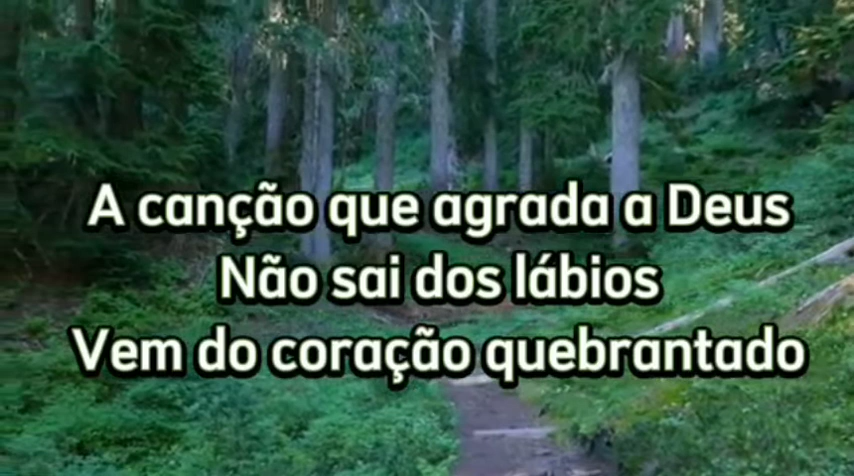 A canção que agrada a Deus
Não sai dos lábios
Vem do coração quebrantado